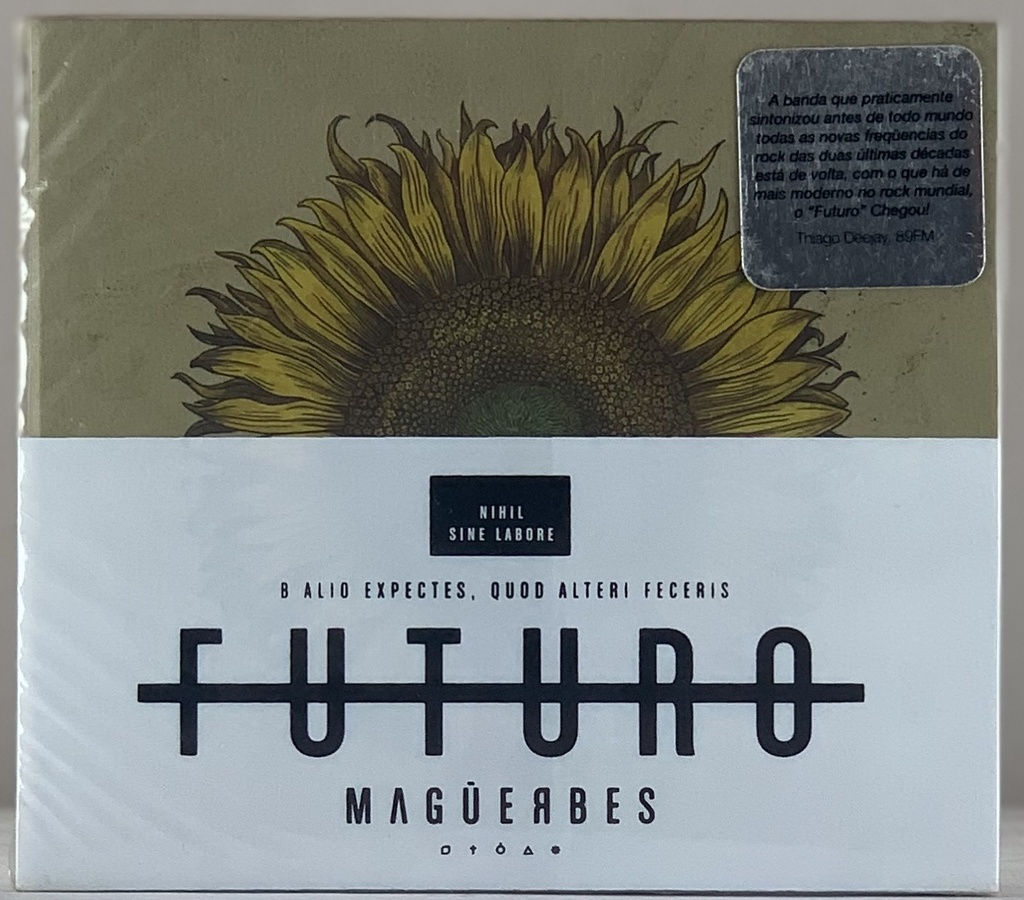 A banda que praticamente
sintonizou antes de todo mundo
todas as novas freqüencias do
rock das duas últimas décadas
está de volta, com o que há de
mais moderno no rock mundial,
o "Futuro" Chegou!
Thiago Deejay, 89FM
NIHIL
SINE LABORE
B ALIO EXPECTES, QUOD ALTERI FECERIS
FUTURO
MAGÜERBES